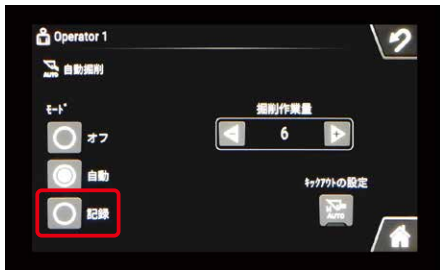 Operator 1
AUTO 自動掘削
モード
オフ
自動
記録
掘削作業量
6
キックアウトの設定
AUTO